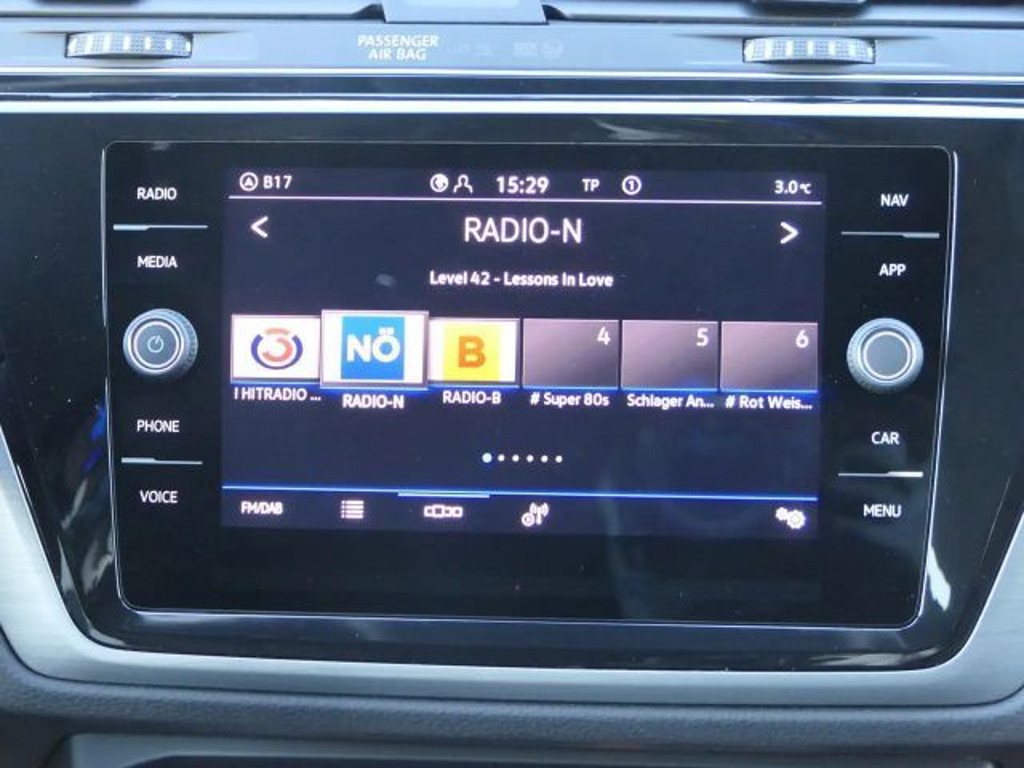 PASSENGER
AIR BAG
RADIO
MEDIA
PHONE
VOICE
B17
15:29
TP
1
3.0°C
<
RADIO-N
>
Level 42 - Lessons In Love
3
NÖ
B
4
5
6
! HITRADIO ...
RADIO-N
RADIO-B
# Super 80s
Schlager An...
# Rot Weis...
FM/DAB
NAV
APP
CAR
MENU